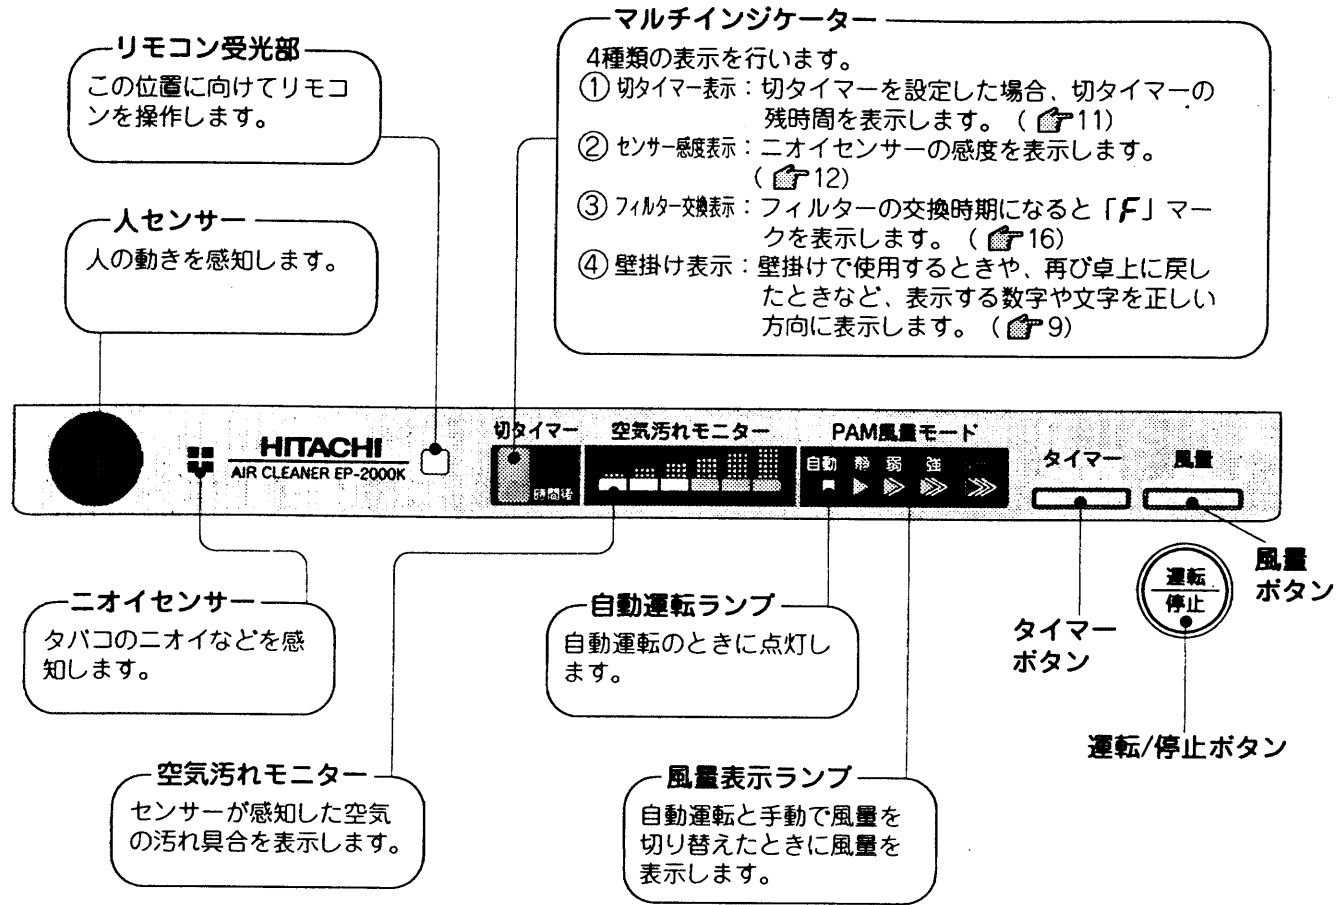 リモコン受光部
この位置に向けてリモコ
ンを操作します。
マルチインジケーター
4種類の表示を行います。
① 切タイマー表示：切タイマーを設定した場合、切タイマーの
残時間を表示します。（ 11）
② センサー感度表示：ニオイセンサーの感度を表示します。
（ 12）
③ フィルター交換表示：フィルターの交換時期になると「F」マー
クを表示します。（ 16）
④ 壁掛け表示：壁掛けで使用するときや、再び卓上に戻し
たときなど、表示する数字や文字を正しい
方向に表示します。（ 9）
人センサー
人の動きを感知します。
HITACHI
AIR CLEANER EP-2000K
切タイマー
時間後
空気汚れモニター
PAM風量モード
自動 静 弱 強
タイマー
風量
運転
停止
風量
ボタン
タイマー
ボタン
運転/停止ボタン
ニオイセンサー
タバコのニオイなどを感
知します。
自動運転ランプ
自動運転のときに点灯し
ます。
空気汚れモニター
センサーが感知した空気
の汚れ具合を表示します。
風量表示ランプ
自動運転と手動で風量を
切り替えたときに風量を
表示します。